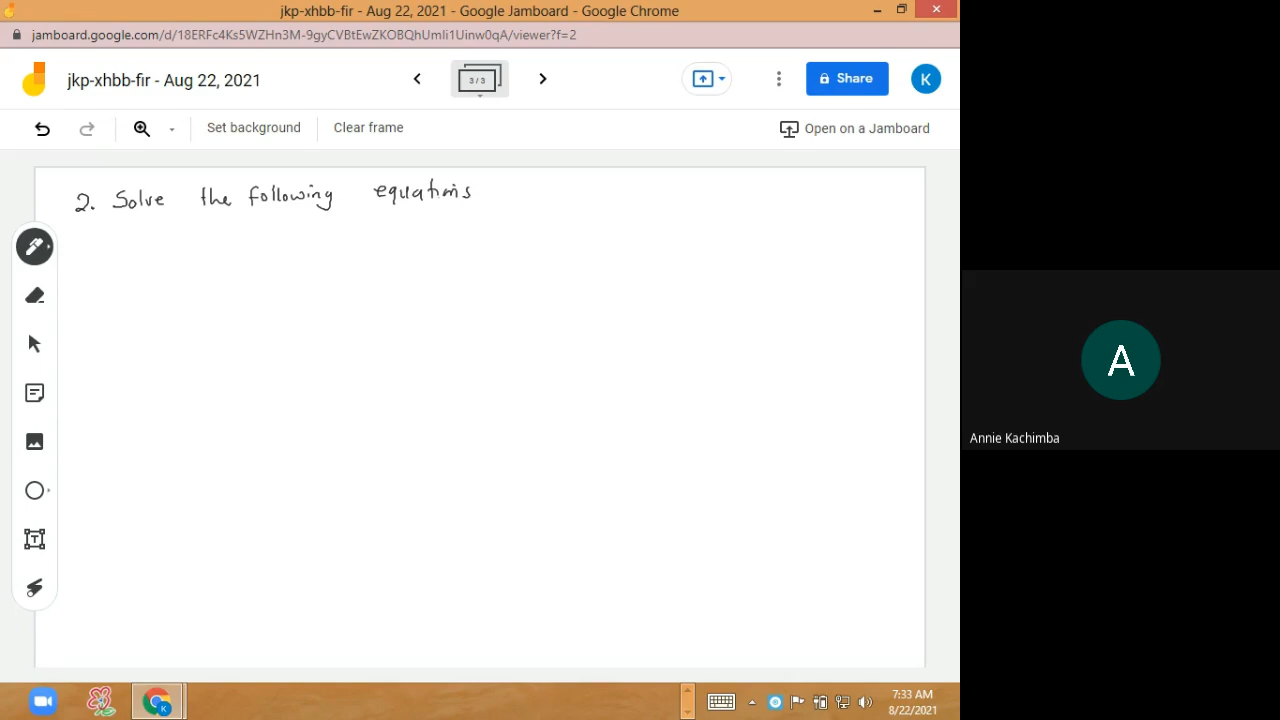 jkp-xhbb-fir - Aug 22, 2021 - Google Jamboard - Google Chrome
jamboard.google.com/d/18ERFc4Ks5WZHn3M-9gyCVBtEwZKOBQhUmli1Uinw0qA/viewer?f=2
jkp-xhbb-fir - Aug 22, 2021
3 / 3
Share
K
Set background
Clear frame
Open on a Jamboard
2. Solve the following equations
A
Annie Kachimba
7:33 AM
8/22/2021